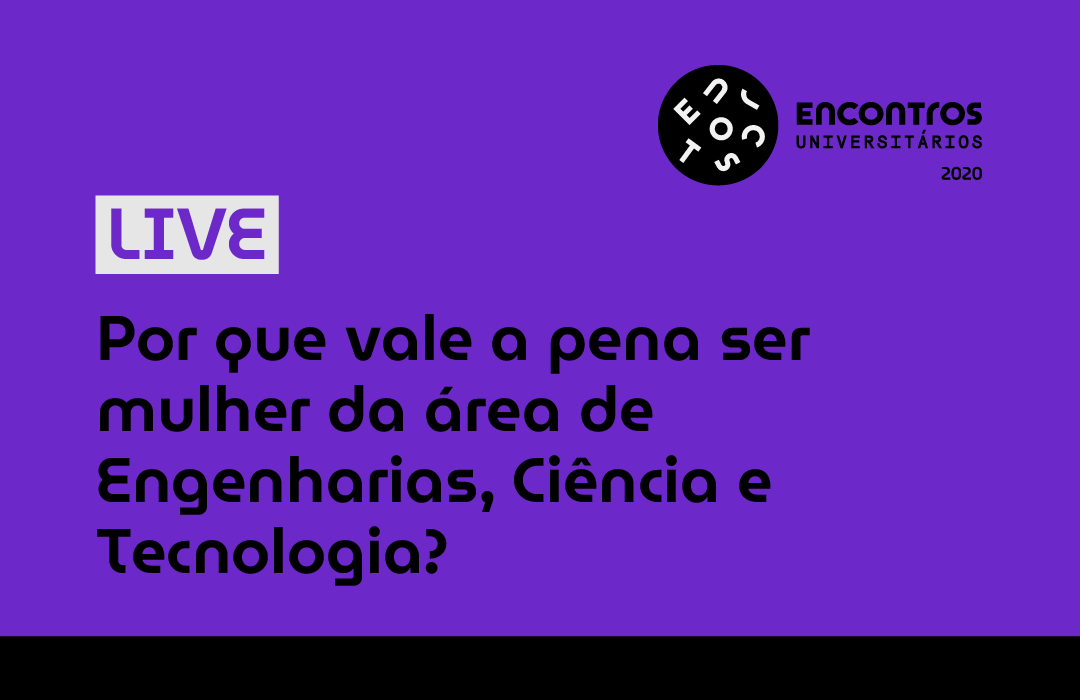 ENCONTROS
UNIVERSITÁRIOS
2020
LIVE
Por que vale a pena ser
mulher da área de
Engenharias, Ciência e
Tecnologia?